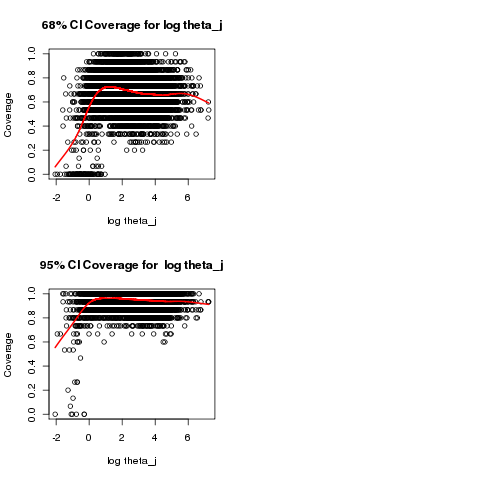 68% CI Coverage for log theta_j
Coverage
0.0 0.2 0.4 0.6 0.8 1.0
-2 0 2 4 6
log theta_j
95% CI Coverage for  log theta_j
Coverage
0.0 0.2 0.4 0.6 0.8 1.0
-2 0 2 4 6
log theta_j